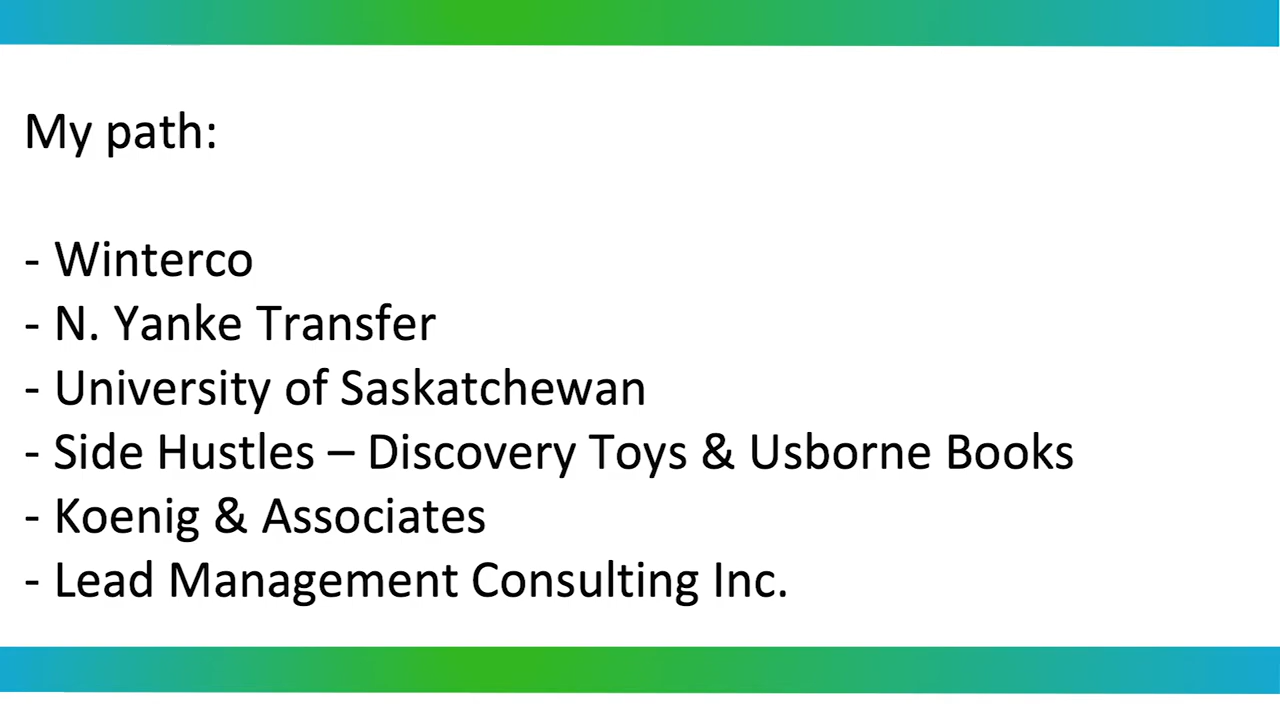 My path:
- Winterco
- N. Yanke Transfer
- University of Saskatchewan
- Side Hustles – Discovery Toys & Usborne Books
- Koenig & Associates
- Lead Management Consulting Inc.